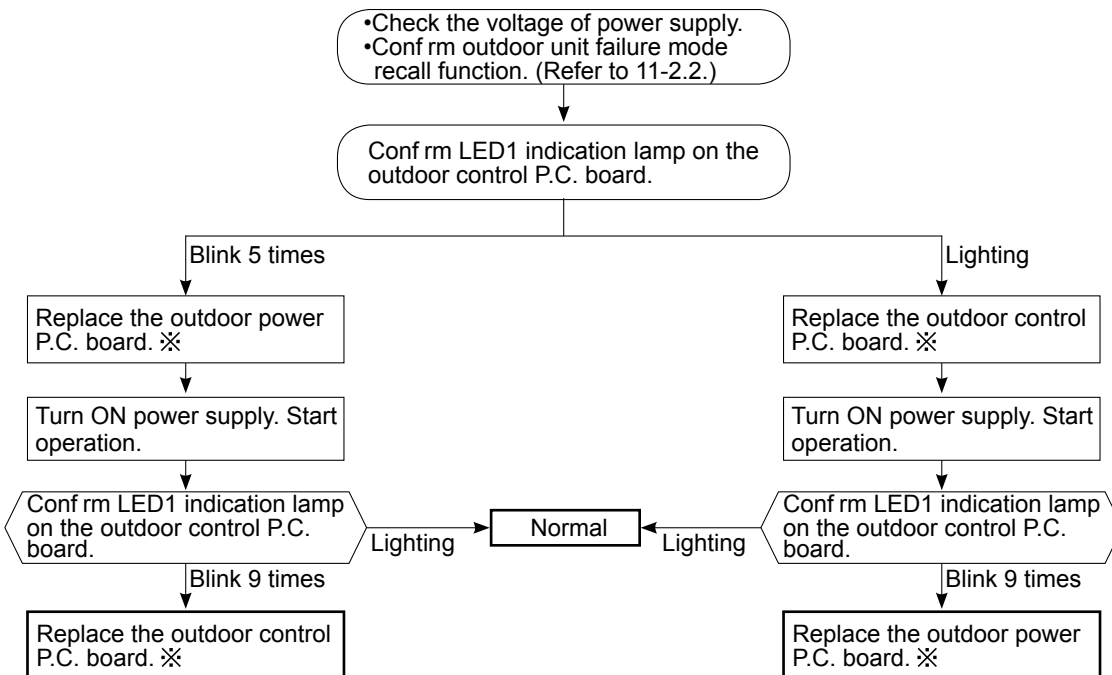 •Check the voltage of power supply.
•Conf rm outdoor unit failure mode
recall function. (Refer to 11-2.2.)
Conf rm LED1 indication lamp on the
outdoor control P.C. board.
Blink 5 times
Lighting
Replace the outdoor power
P.C. board. ※
Replace the outdoor control
P.C. board. ※
Turn ON power supply. Start
operation.
Turn ON power supply. Start
operation.
Conf rm LED1 indication lamp
on the outdoor control P.C.
board.
Lighting
Normal
Lighting
Conf rm LED1 indication lamp
on the outdoor control P.C.
board.
Blink 9 times
Blink 9 times
Replace the outdoor control
P.C. board. ※
Replace the outdoor power
P.C. board. ※